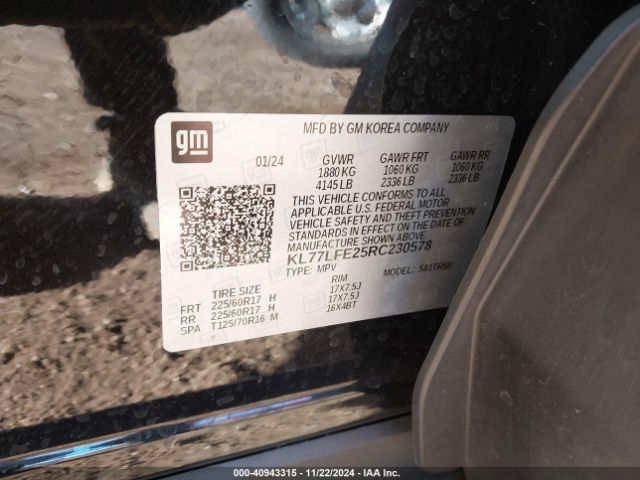 gm
MFD BY GM KOREA COMPANY
01/24 GVWR GAWR FRT GAWR RR
1880 KG 1060 KG 1060 KG
4145 LB 2336 LB 2336 LB
THIS VEHICLE CONFORMS TO ALL
APPLICABLE U.S. FEDERAL MOTOR
VEHICLE SAFETY AND THEFT PREVENTION
STANDARDS IN EFFECT ON THE DATE OF
MANUFACTURE SHOWN ABOVE.
KL77LFE25RC230578
TYPE: MPV MODEL:
TIRE SIZE RIM
FRT 225/60R17 H 17X7.5J
RR 225/60R17 H 17X7.5J
SPA T125/70R16 M 16X4BT
000-40943315 - 11/22/2024 - IAA Inc.